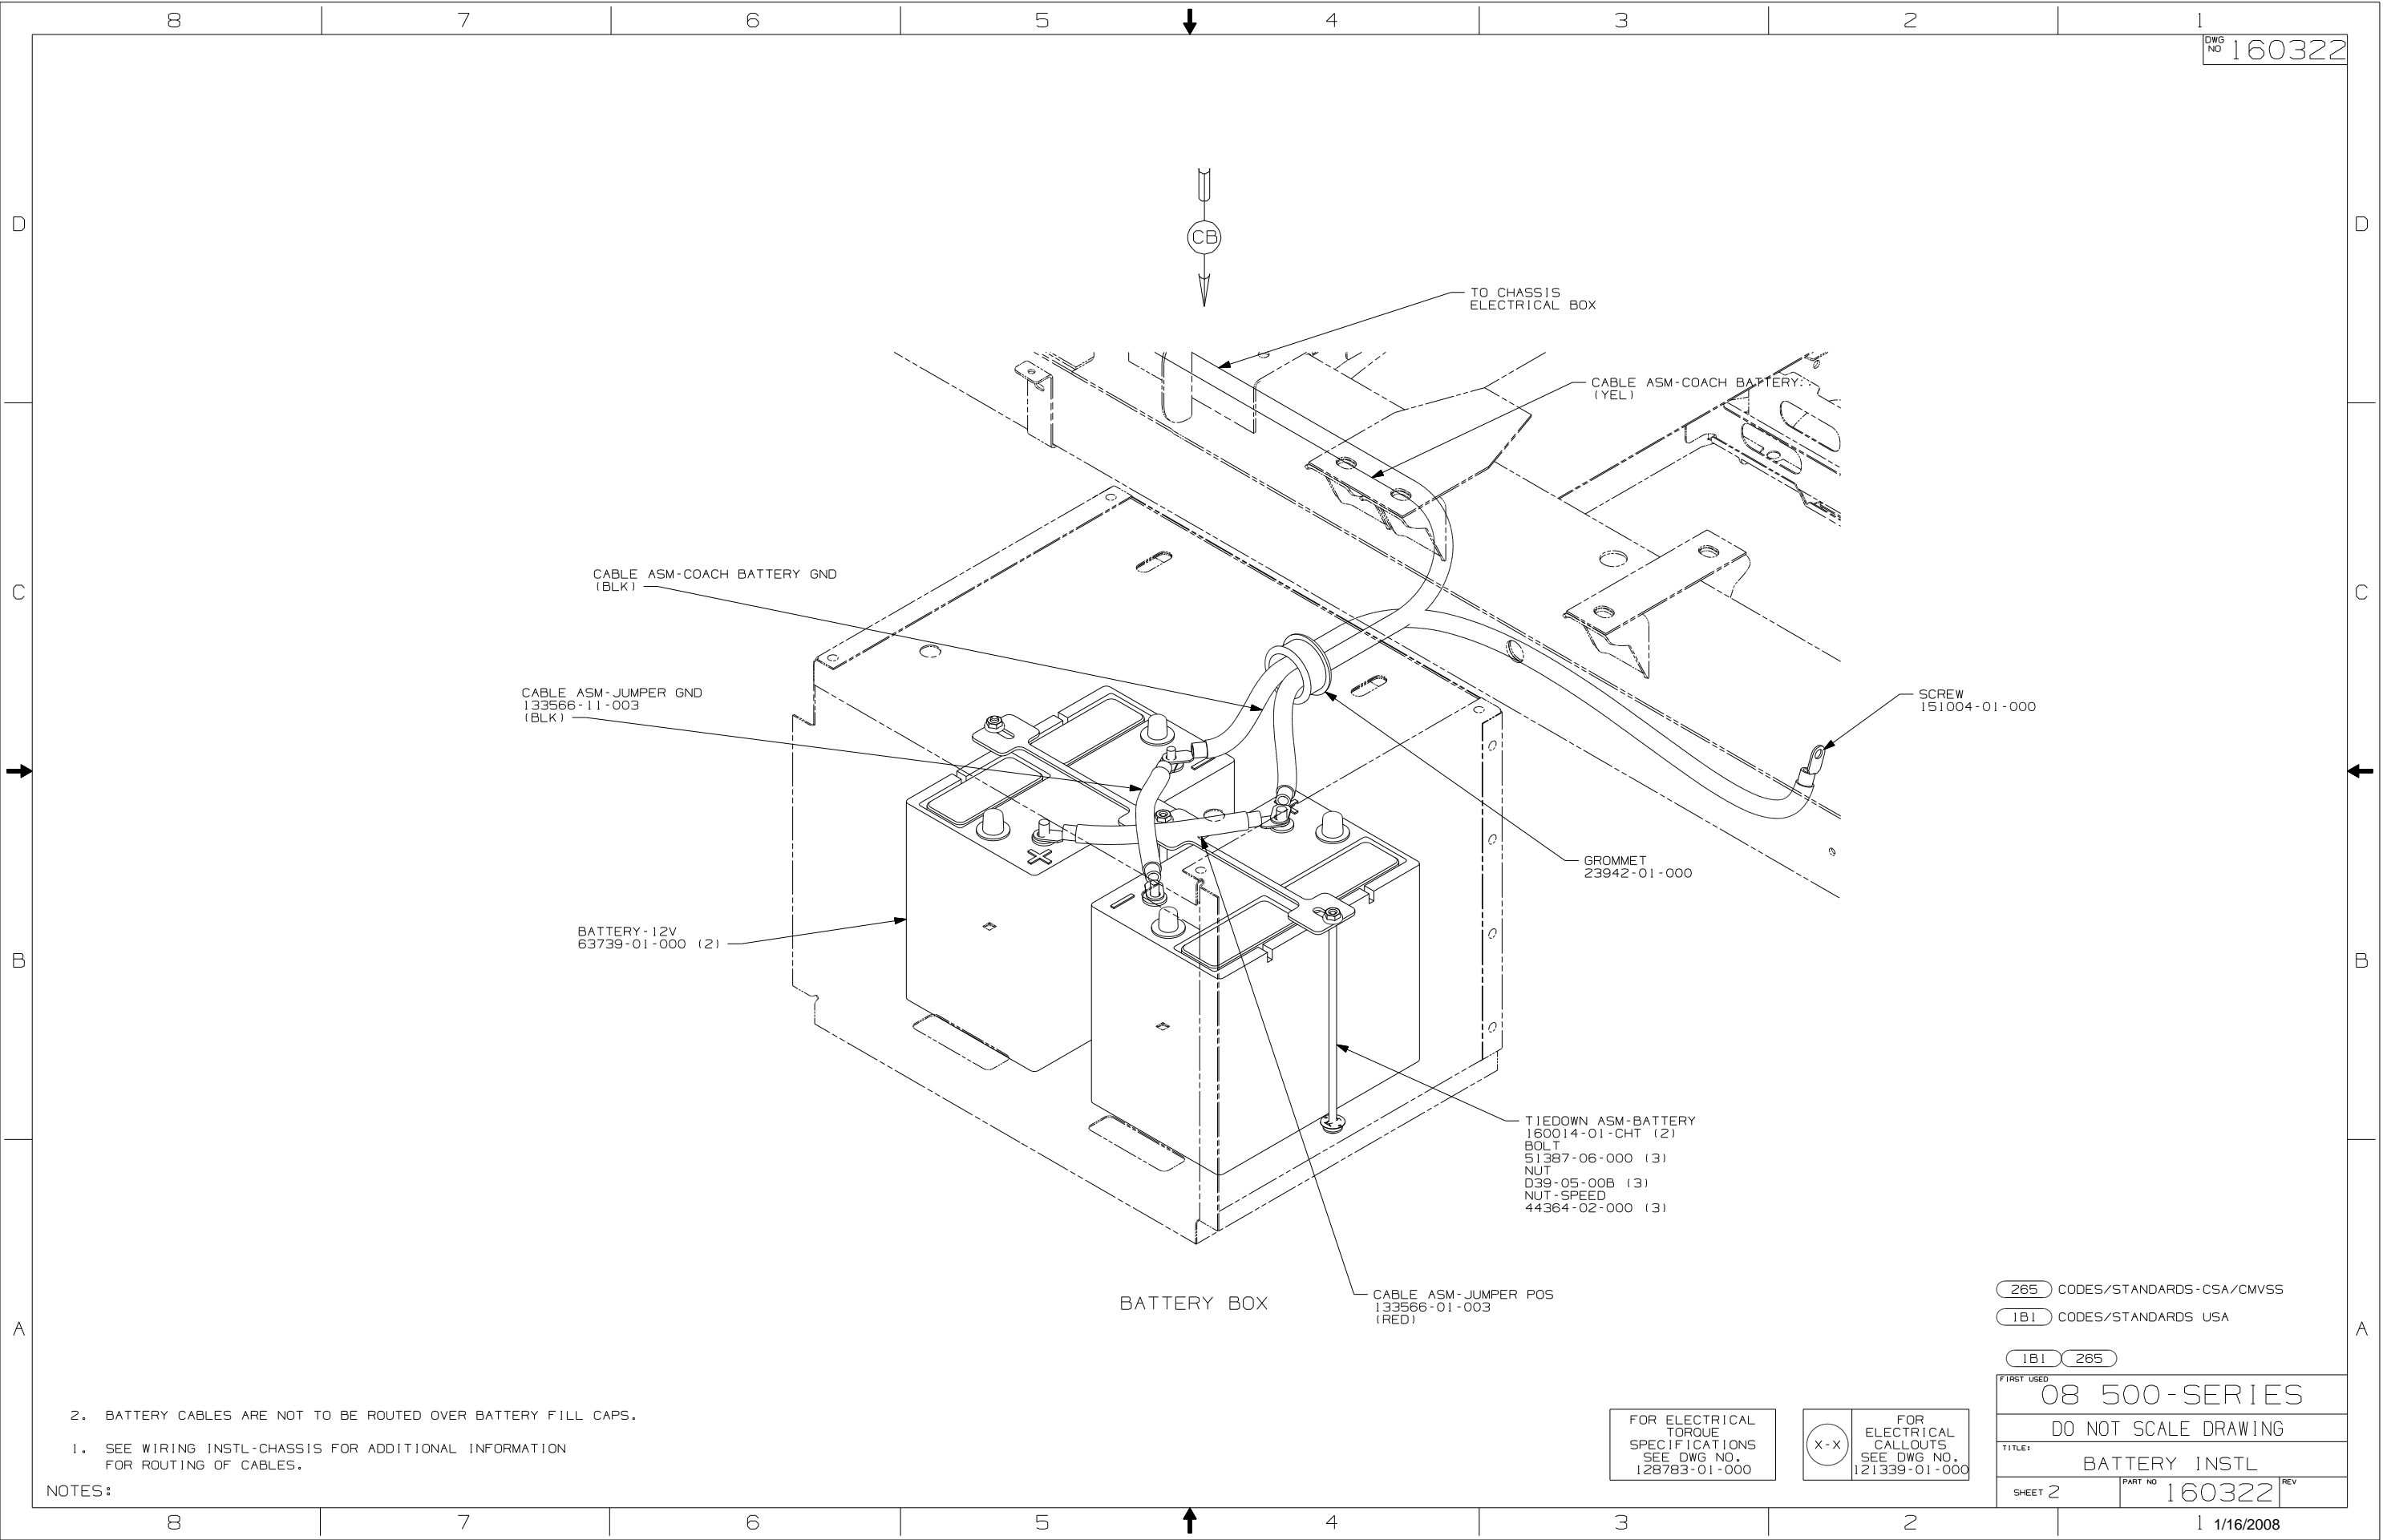 8 7 6 5 4 3 2 1
DWG NO 160322
D D
CB
TO CHASSIS
ELECTRICAL BOX
CABLE ASM-COACH BATTERY
(YEL)
C C
CABLE ASM-COACH BATTERY GND
(BLK)
CABLE ASM-JUMPER GND
133566-11-003
(BLK)
SCREW
151004-01-000
GROMMET
23942-01-000
BATTERY-12V
63739-01-000 (2)
B B
TIEDOWN ASM-BATTERY
160014-01-CHT (2)
BOLT
51387-06-000 (3)
NUT
D39-05-00B (3)
NUT-SPEED
44364-02-000 (3)
CABLE ASM-JUMPER POS
133566-01-003
(RED)
BATTERY BOX
265 CODES/STANDARDS-CSA/CMVSS
1B1 CODES/STANDARDS USA
A A
1B1 265
2. BATTERY CABLES ARE NOT TO BE ROUTED OVER BATTERY FILL CAPS.
1. SEE WIRING INSTL-CHASSIS FOR ADDITIONAL INFORMATION
FOR ROUTING OF CABLES.
NOTES:
FOR ELECTRICAL
TORQUE
SPECIFICATIONS
SEE DWG NO.
128783-01-000
X-X
FOR
ELECTRICAL
CALLOUTS
SEE DWG NO.
121339-01-000
FIRST USED
08 500-SERIES
DO NOT SCALE DRAWING
TITLE:
BATTERY INSTL
SHEET 2
PART NO 160322
REV
8 7 6 5 4 3 2 1
1/16/2008